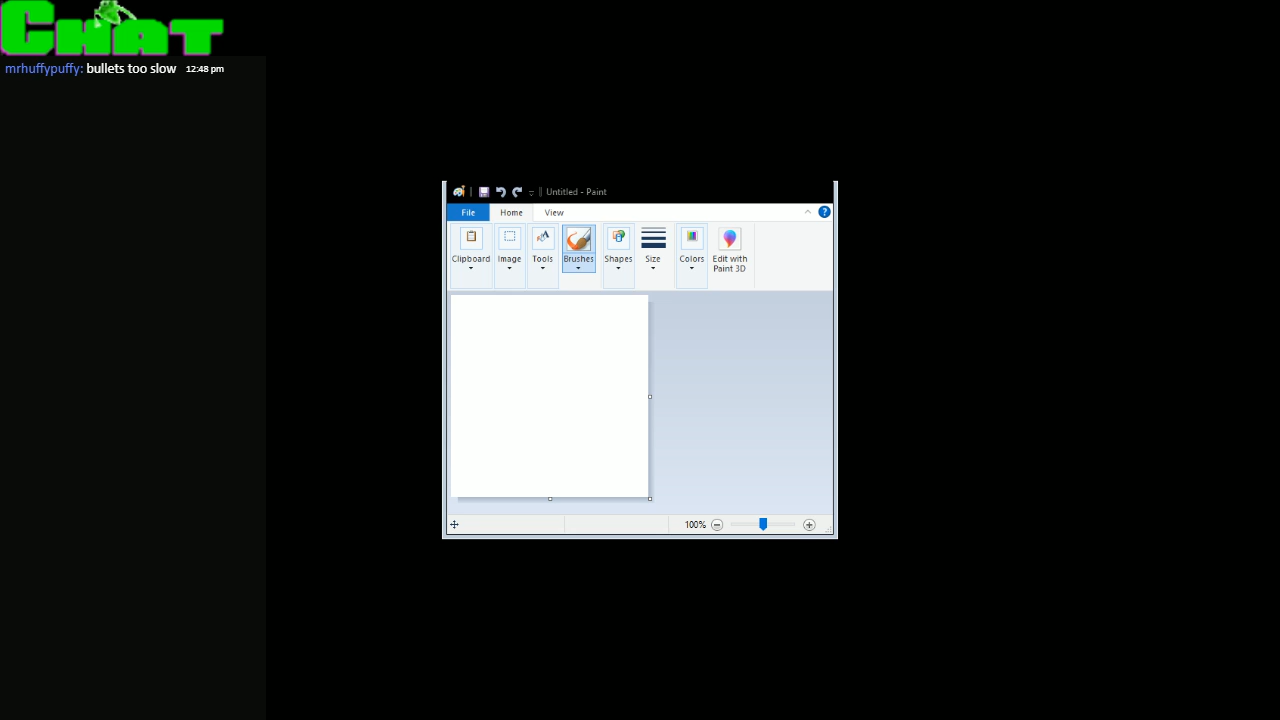 Chat
mrhuffypuffy: bullets too slow 12:48 pm
Untitled - Paint
File Home View
Clipboard Image Tools Brushes Shapes Size Colors Edit with
Paint 3D
100%